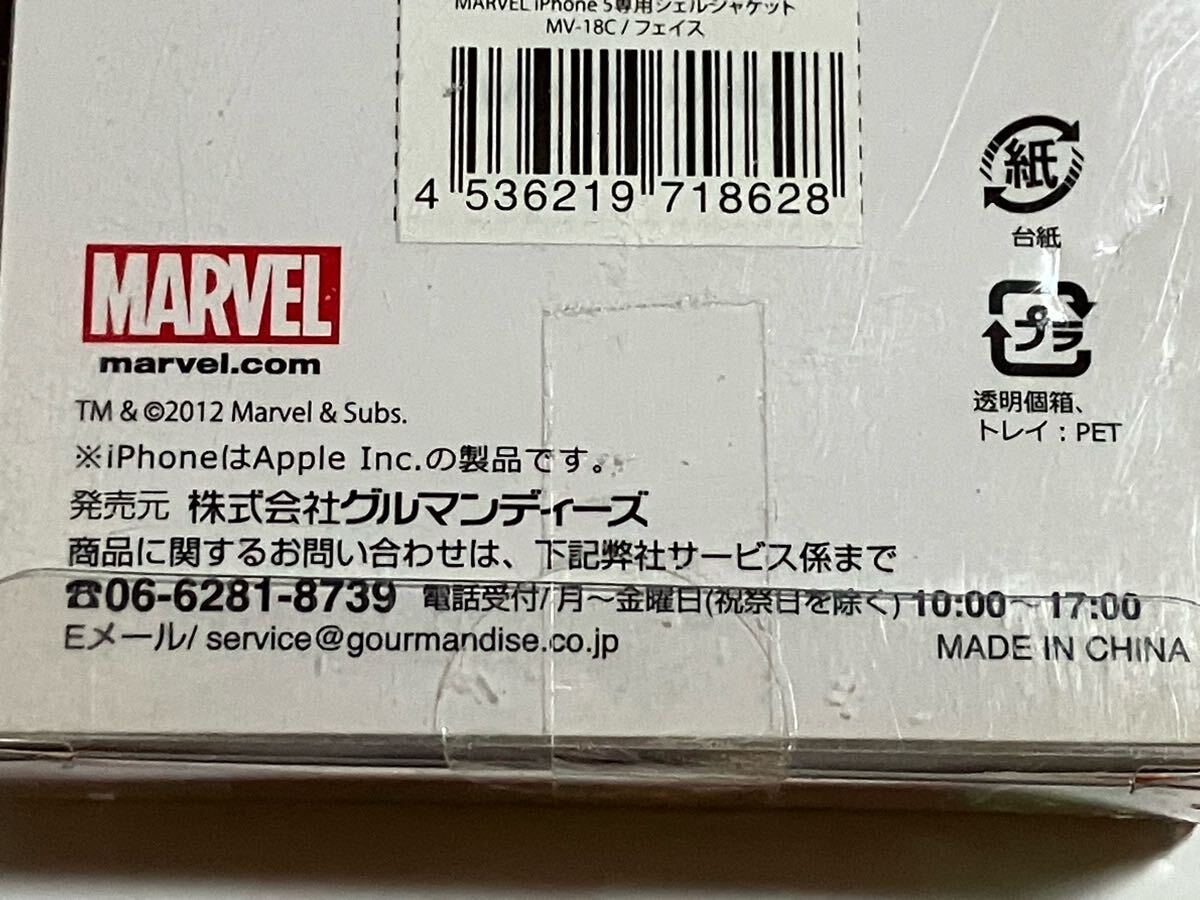 MARVEL iPhone 5専用シェルジャケット
MV-18C / フェイス
4 536219 718628
紙
台紙
プラ
透明個箱、
トレイ：PET
MARVEL
marvel.com
TM & ©2012 Marvel & Subs.
※iPhoneはApple Inc.の製品です。
発売元 株式会社グルマンディーズ
商品に関するお問い合わせは、下記弊社サービス係まで
☎06-6281-8739 電話受付/月〜金曜日(祝祭日を除く) 10:00〜17:00
Eメール/ service@gourmandise.co.jp
MADE IN CHINA